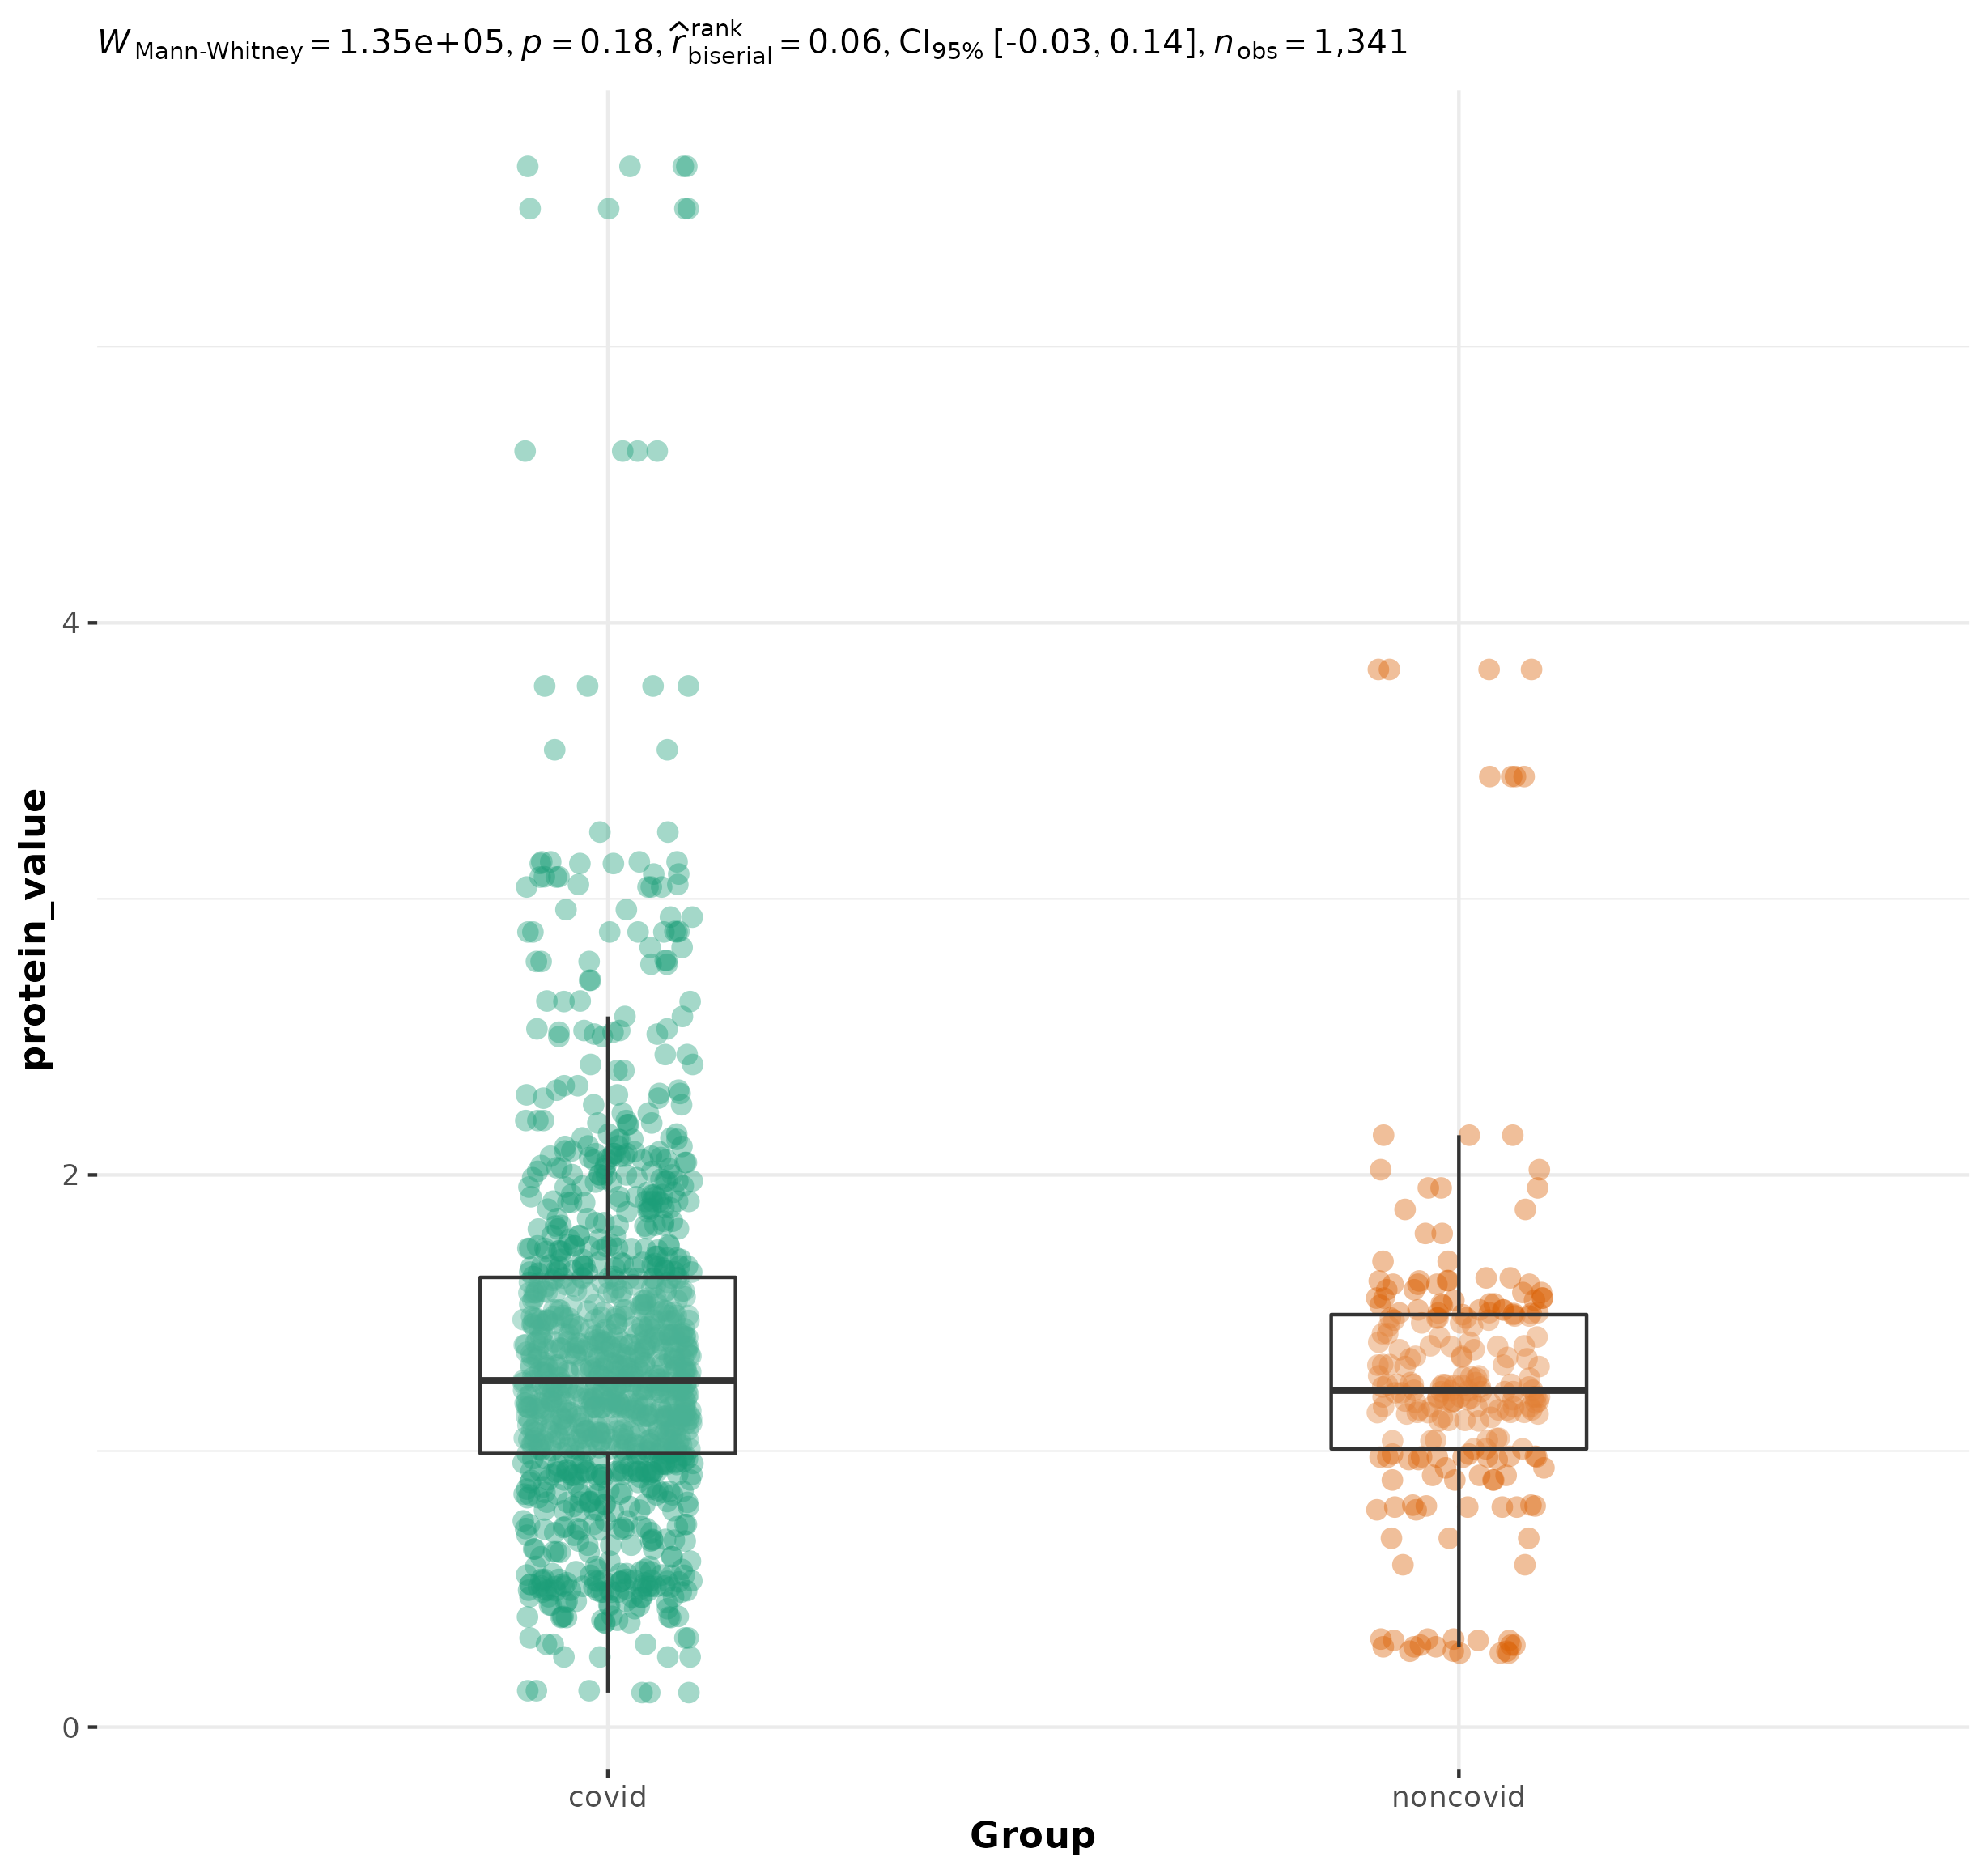 W Mann-Whitney = 1.35e+05, p = 0.18, r̂ rank biserial = 0.06, CI95% [-0.03, 0.14], n obs = 1,341
protein_value
4
2
0
covid noncovid
Group